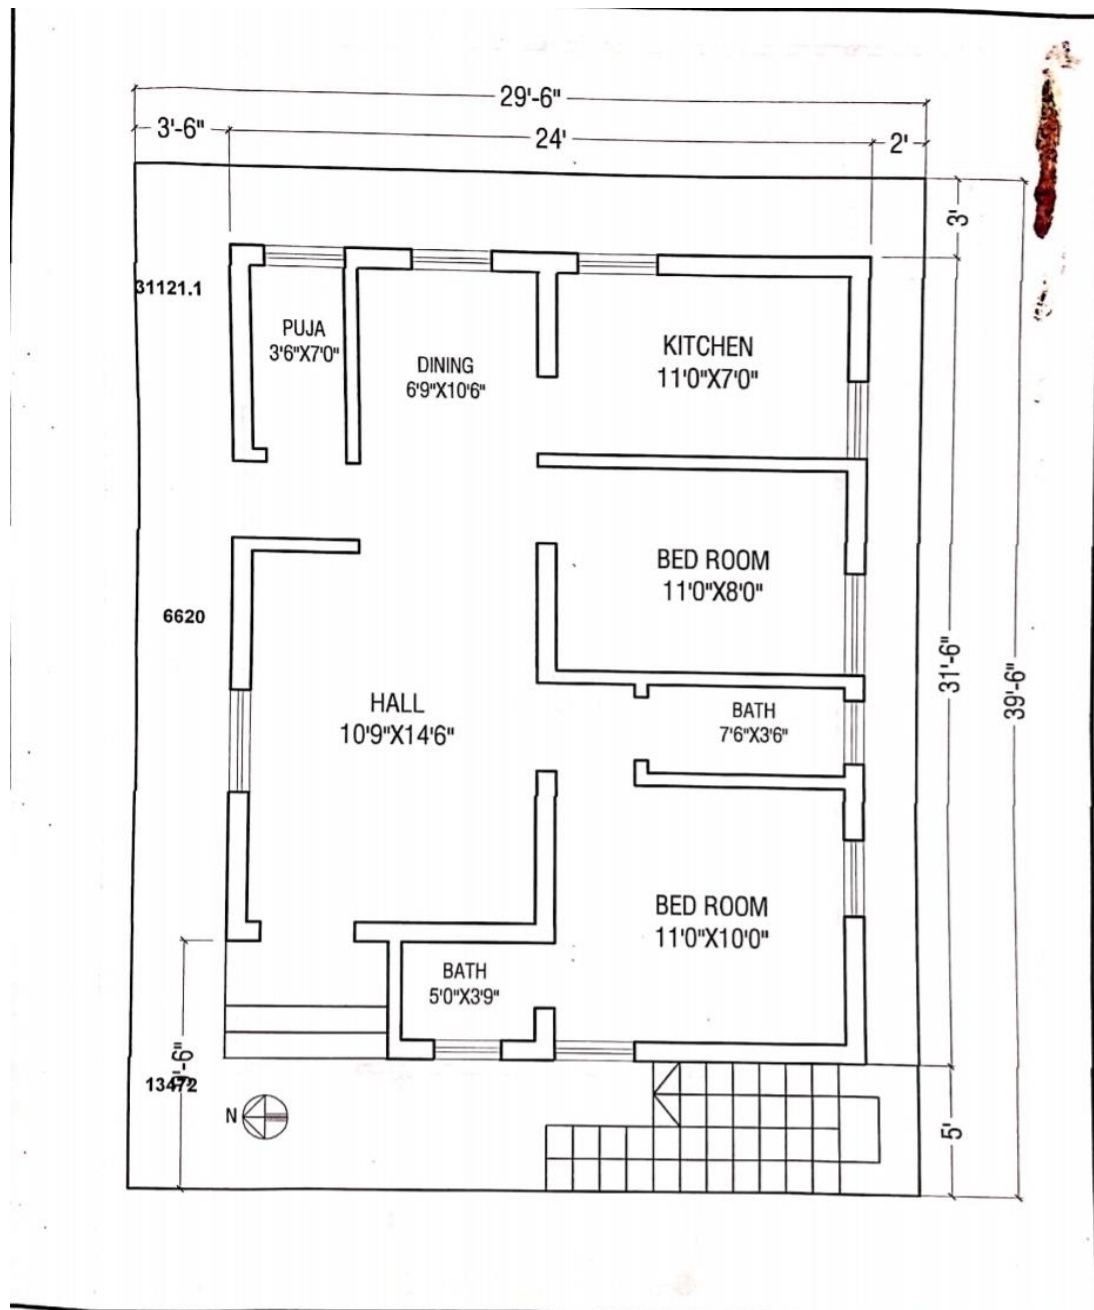 29'-6"
3'-6"
24'
2'
3'
31121.1
PUJA
3'6"X7'0"
DINING
6'9"X10'6"
KITCHEN
11'0"X7'0"
BED ROOM
11'0"X8'0"
6620
31'-6"
39'-6"
HALL
10'9"X14'6"
BATH
7'6"X3'6"
BED ROOM
11'0"X10'0"
BATH
5'0"X3'9"
13472
N
5'